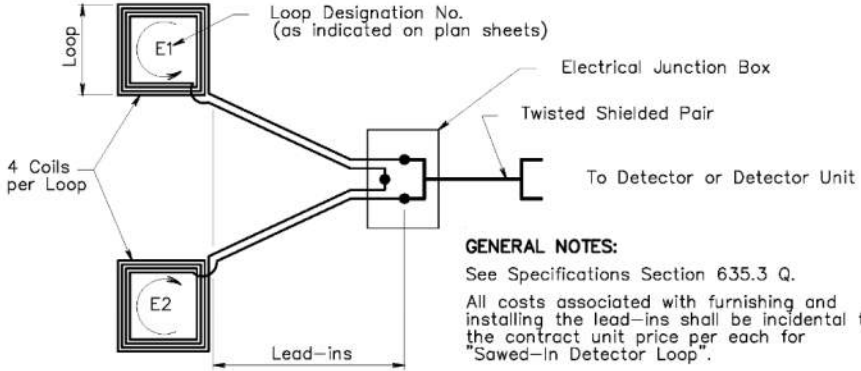 Loop Designation No.
(as indicated on plan sheets)
Loop
E1
Electrical Junction Box
Twisted Shielded Pair
4 Coils
per Loop
To Detector or Detector Unit
E2
Lead-ins
GENERAL NOTES:
See Specifications Section 635.3 Q.
All costs associated with furnishing and
installing the lead-ins shall be incidental
the contract unit price per each for
"Sawed-In Detector Loop".